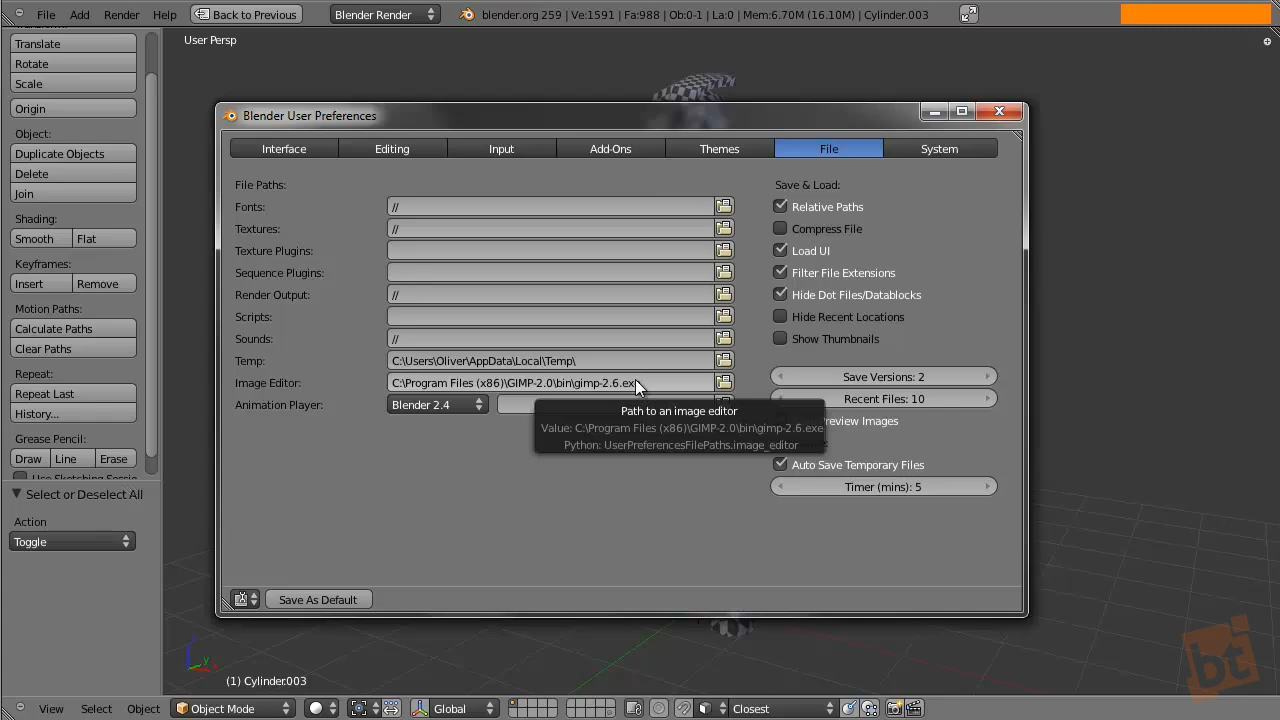 File Add Render Help Back to Previous Blender Render blender.org 259 | Ve:1591 | Fa:988 | Ob:0-1 | La:0 | Mem:6.70M (16.10M) | Cylinder.003
User Persp
Translate
Rotate
Scale
Origin
Object:
Duplicate Objects
Delete
Join
Shading:
Smooth Flat
Keyframes:
Insert Remove
Motion Paths:
Calculate Paths
Clear Paths
Repeat:
Repeat Last
History...
Grease Pencil:
Draw Line Erase
Select or Deselect All
Action
Toggle
Blender User Preferences
Interface Editing Input Add-Ons Themes File System
File Paths:
Fonts: //
Textures: //
Texture Plugins:
Sequence Plugins:
Render Output: //
Scripts:
Sounds: //
Temp: C:\Users\Oliver\AppData\Local\Temp\
Image Editor: C:\Program Files (x86)\GIMP-2.0\bin\gimp-2.6.exe
Animation Player: Blender 2.4
Path to an image editor
Value: C:\Program Files (x86)\GIMP-2.0\bin\gimp-2.6.exe
Python: UserPreferencesFilePaths.image_editor
Save & Load:
Relative Paths
Compress File
Load UI
Filter File Extensions
Hide Dot Files/Datablocks
Hide Recent Locations
Show Thumbnails
Save Versions: 2
Recent Files: 10
Preview Images
Auto Save Temporary Files
Timer (mins): 5
Save As Default
(1) Cylinder.003
View Select Object Object Mode Global Closest
bt